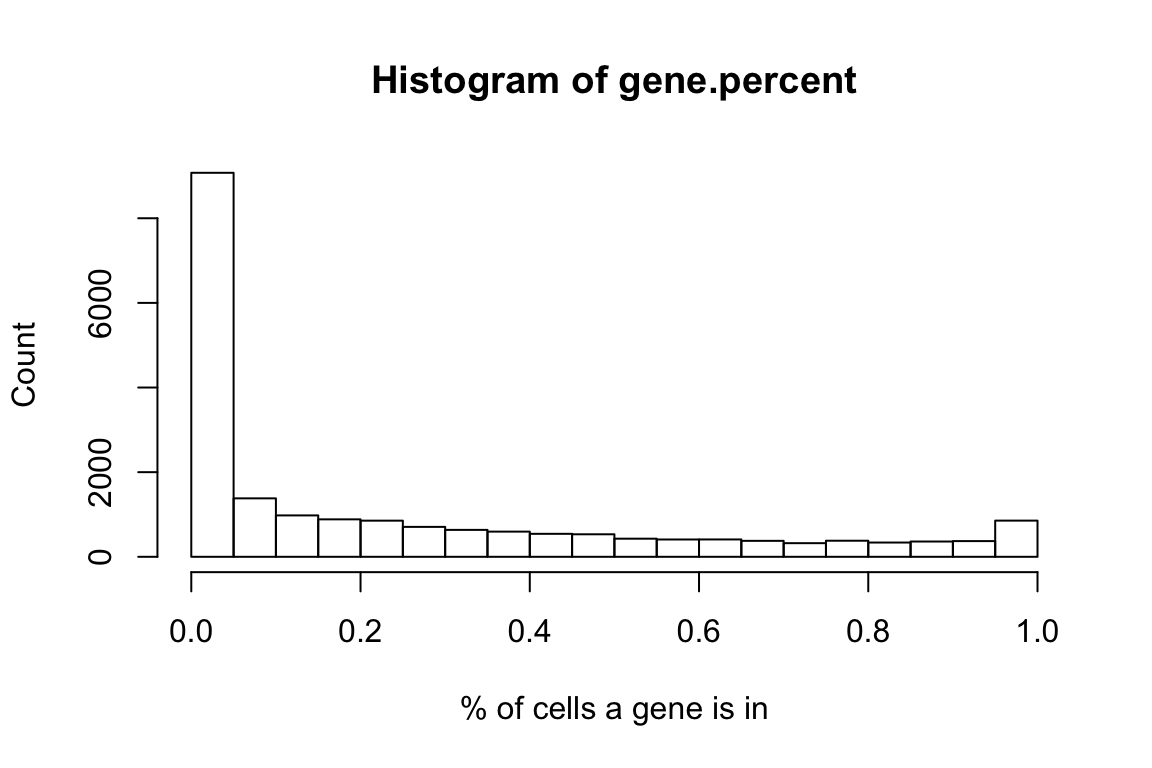 Histogram of gene.percent
Count
6000
2000
0
0.0 0.2 0.4 0.6 0.8 1.0
% of cells a gene is in